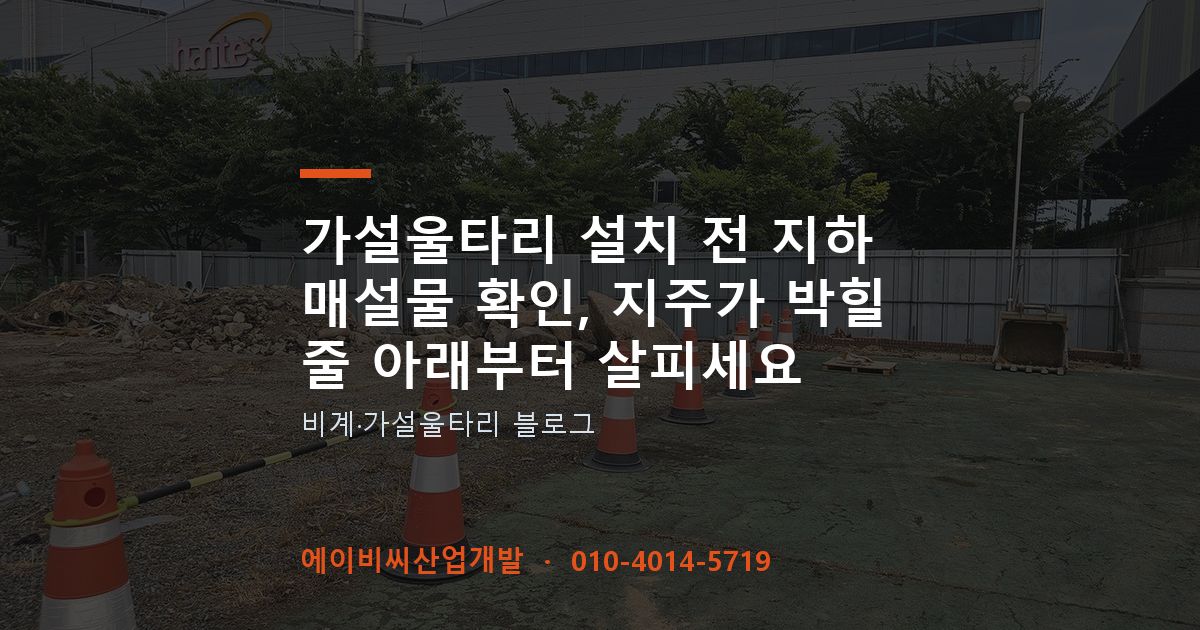 hantes
가설울타리 설치 전 지하
매설물 확인, 지주가 박힐
줄 아래부터 살피세요
비계·가설울타리 블로그
에이비씨산업개발 · 010-4014-5719